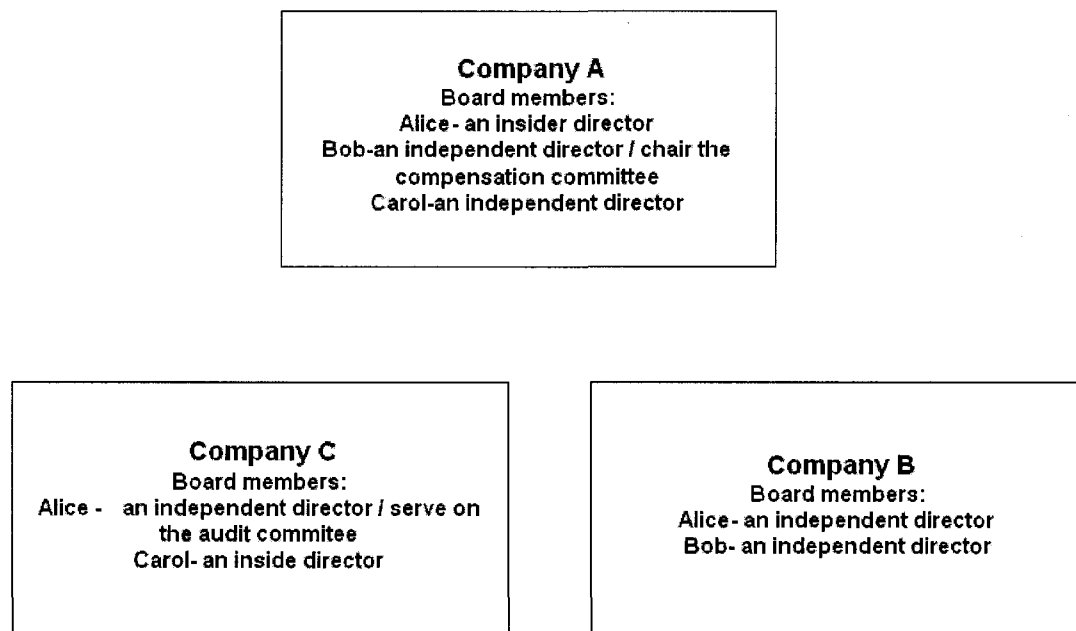 Company A
Board members:
Alice- an insider director
Bob-an independent director / chair the
compensation committee
Carol-an independent director
Company C
Board members:
Alice - an independent director / serve on
the audit commitee
Carol- an inside director
Company B
Board members:
Alice- an independent director
Bob- an independent director